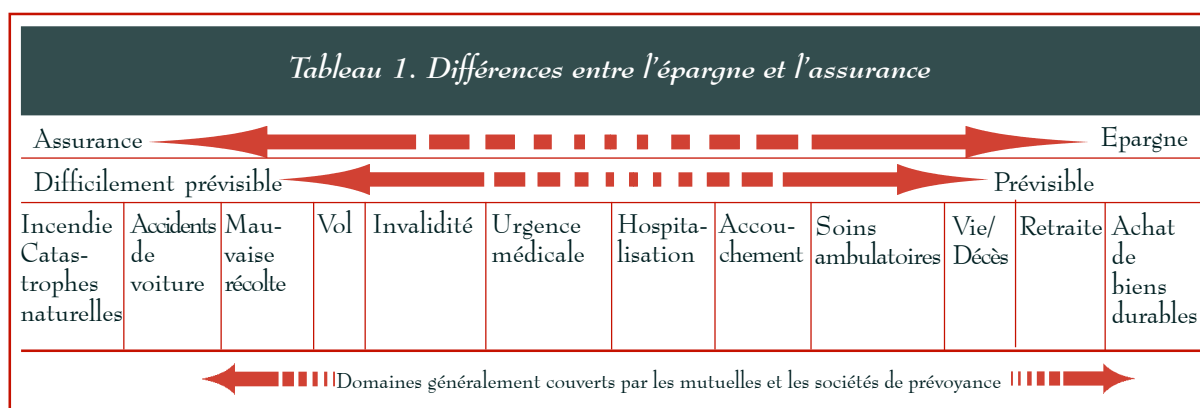 Tableau 1. Différences entre l'épargne et l'assurance
Assurance
Epargne
Difficilement prévisible
Prévisible
Incendie
Catas-
trophes
naturelles
Accidents
de
voiture
Mau-
vaise
récolte
Vol
Invalidité
Urgence
médicale
Hospita-
lisation
Accou-
chement
Soins
ambulatoires
Vie/
Décès
Retraite
Achat
de
biens
durables
Domaines généralement couverts par les mutuelles et les sociétés de prévoyance